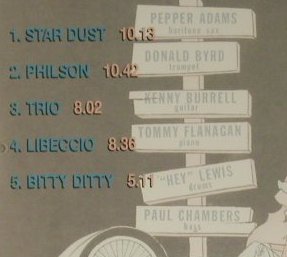 PEPPER ADAMS
baritone sax
1. STAR DUST 10.13
DONALD BYRD
trumpet
2. PHILSON 10.42
KENNY BURRELL
guitar
3. TRIO 8.02
TOMMY FLANAGAN
piano
4. LIBECCIO 8.36
"HEY" LEWIS
drums
5. BITTY DITTY 5.11
PAUL CHAMBERS
bass